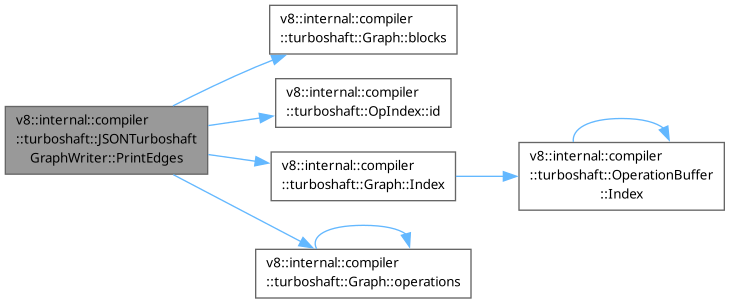 v8::internal::compiler
::turboshaft::JSONTurboshaft
GraphWriter::PrintEdges
v8::internal::compiler
::turboshaft::Graph::blocks
v8::internal::compiler
::turboshaft::OpIndex::id
v8::internal::compiler
::turboshaft::Graph::Index
v8::internal::compiler
::turboshaft::OperationBuffer
::Index
v8::internal::compiler
::turboshaft::Graph::operations